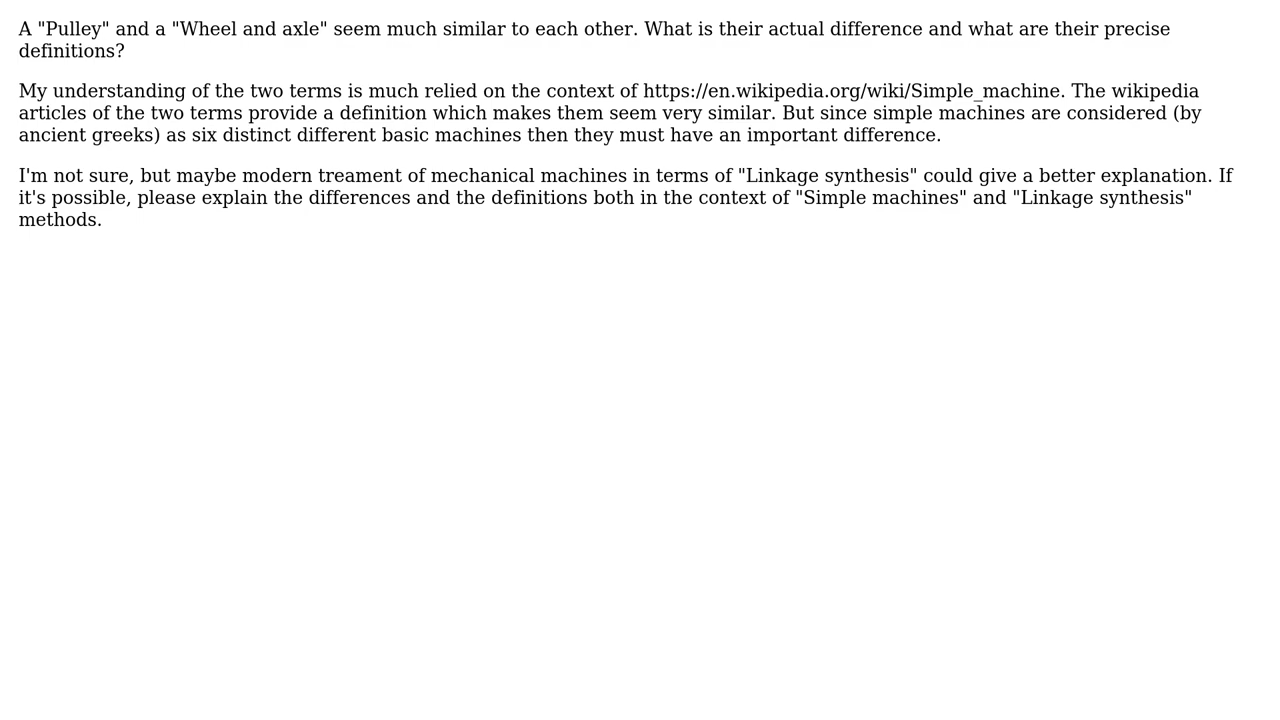 A "Pulley" and a "Wheel and axle" seem much similar to each other. What is their actual difference and what are their precise
definitions?
My understanding of the two terms is much relied on the context of https://en.wikipedia.org/wiki/Simple_machine. The wikipedia
articles of the two terms provide a definition which makes them seem very similar. But since simple machines are considered (by
ancient greeks) as six distinct different basic machines then they must have an important difference.
I'm not sure, but maybe modern treament of mechanical machines in terms of "Linkage synthesis" could give a better explanation. If
it's possible, please explain the differences and the definitions both in the context of "Simple machines" and "Linkage synthesis"
methods.